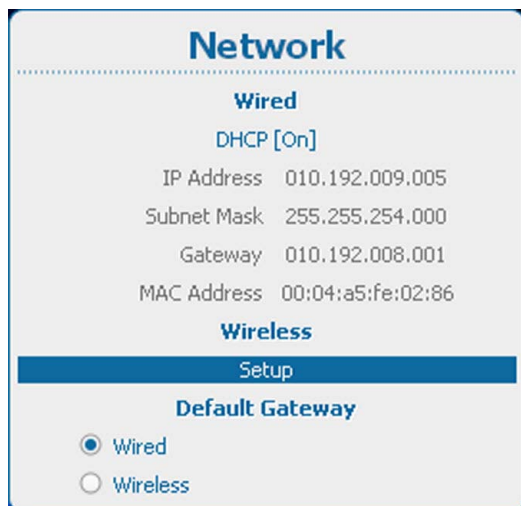 Network
Wired
DHCP [On]
IP Address 010.192.009.005
Subnet Mask 255.255.254.000
Gateway 010.192.008.001
MAC Address 00:04:a5:fe:02:86
Wireless
Setup
Default Gateway
Wired
Wireless